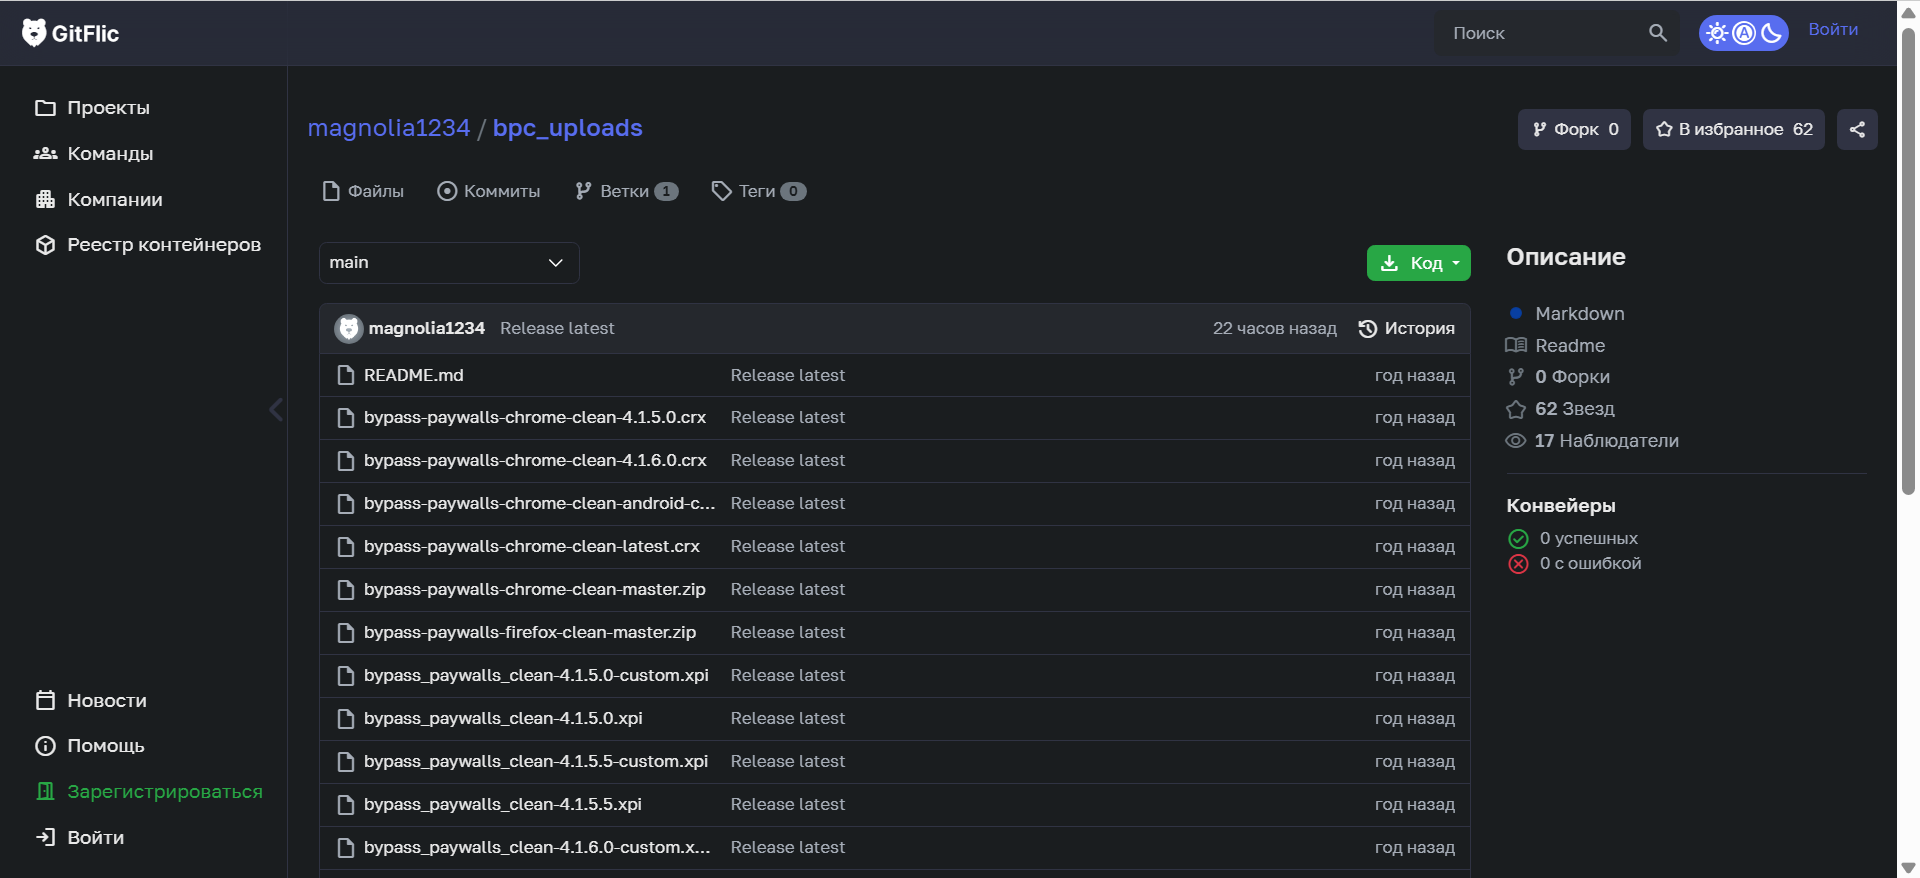 GitFlic
Поиск
Войти
Проекты
Команды
Компании
Реестр контейнеров
magnolia1234 / bpc_uploads
Форк 0
В избранное 62
Файлы
Коммиты
Ветки 1
Теги 0
main
Код
magnolia1234 Release latest 22 часов назад История
README.md Release latest год назад
bypass-paywalls-chrome-clean-4.1.5.0.crx Release latest год назад
bypass-paywalls-chrome-clean-4.1.6.0.crx Release latest год назад
bypass-paywalls-chrome-clean-android-c... Release latest год назад
bypass-paywalls-chrome-clean-latest.crx Release latest год назад
bypass-paywalls-chrome-clean-master.zip Release latest год назад
bypass-paywalls-firefox-clean-master.zip Release latest год назад
bypass_paywalls_clean-4.1.5.0-custom.xpi Release latest год назад
bypass_paywalls_clean-4.1.5.0.xpi Release latest год назад
bypass_paywalls_clean-4.1.5.5-custom.xpi Release latest год назад
bypass_paywalls_clean-4.1.5.5.xpi Release latest год назад
bypass_paywalls_clean-4.1.6.0-custom.x... Release latest год назад
Описание
Markdown
Readme
0 Форки
62 Звезд
17 Наблюдатели
Конвейеры
0 успешных
0 с ошибкой
Новости
Помощь
Зарегистрироваться
Войти